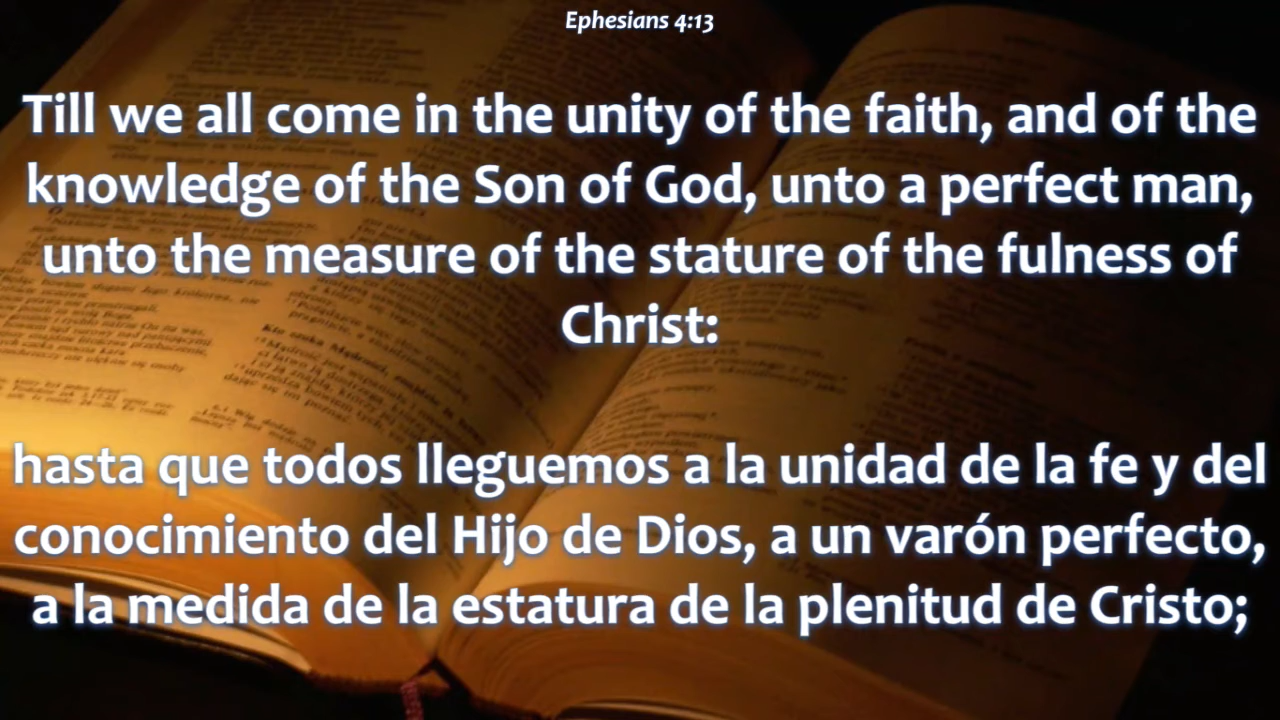 Ephesians 4:13
Till we all come in the unity of the faith, and of the
knowledge of the Son of God, unto a perfect man,
unto the measure of the stature of the fulness of
Christ:
hasta que todos lleguemos a la unidad de la fe y del
conocimiento del Hijo de Dios, a un varón perfecto,
a la medida de la estatura de la plenitud de Cristo;